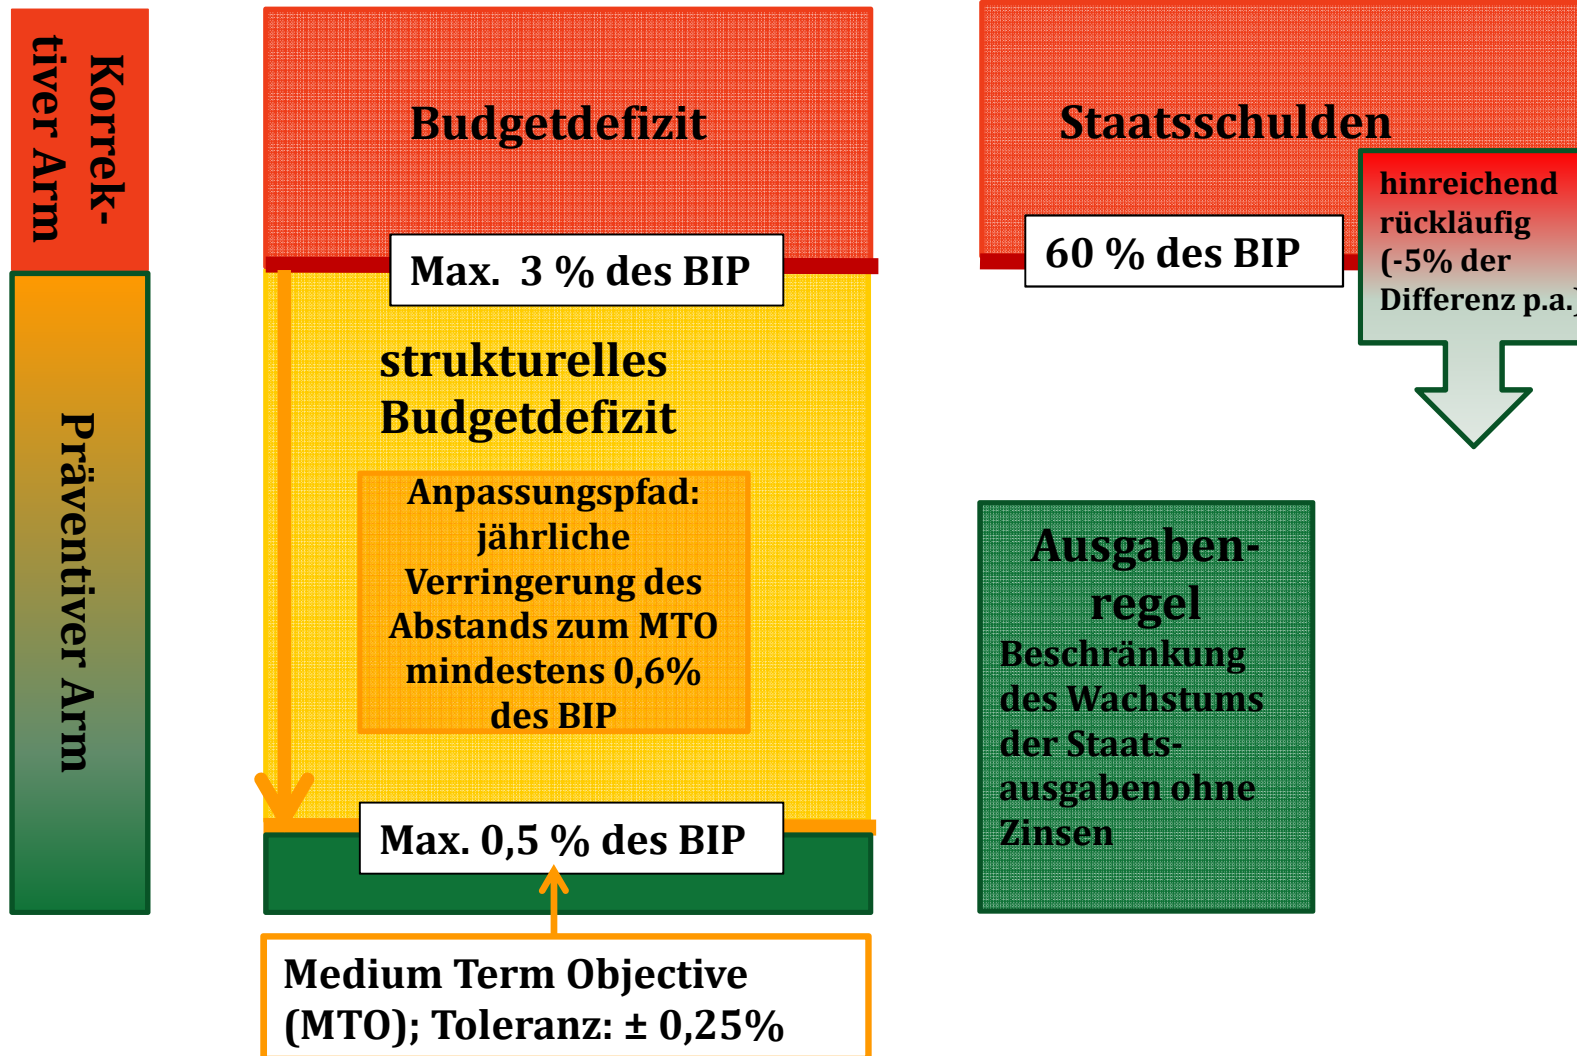 Korrek-
tiver Arm
Präventiver Arm
Budgetdefizit
Max. 3 % des BIP
strukturelles
Budgetdefizit
Anpassungspfad:
jährliche
Verringerung des
Abstands zum MTO
mindestens 0,6%
des BIP
Max. 0,5 % des BIP
Medium Term Objective
(MTO); Toleranz: ± 0,25%
Staatsschulden
60 % des BIP
hinreichend
rückläufig
(-5% der
Differenz p.a.)
Ausgaben-
regel
Beschränkung
des Wachstums
der Staats-
ausgaben ohne
Zinsen